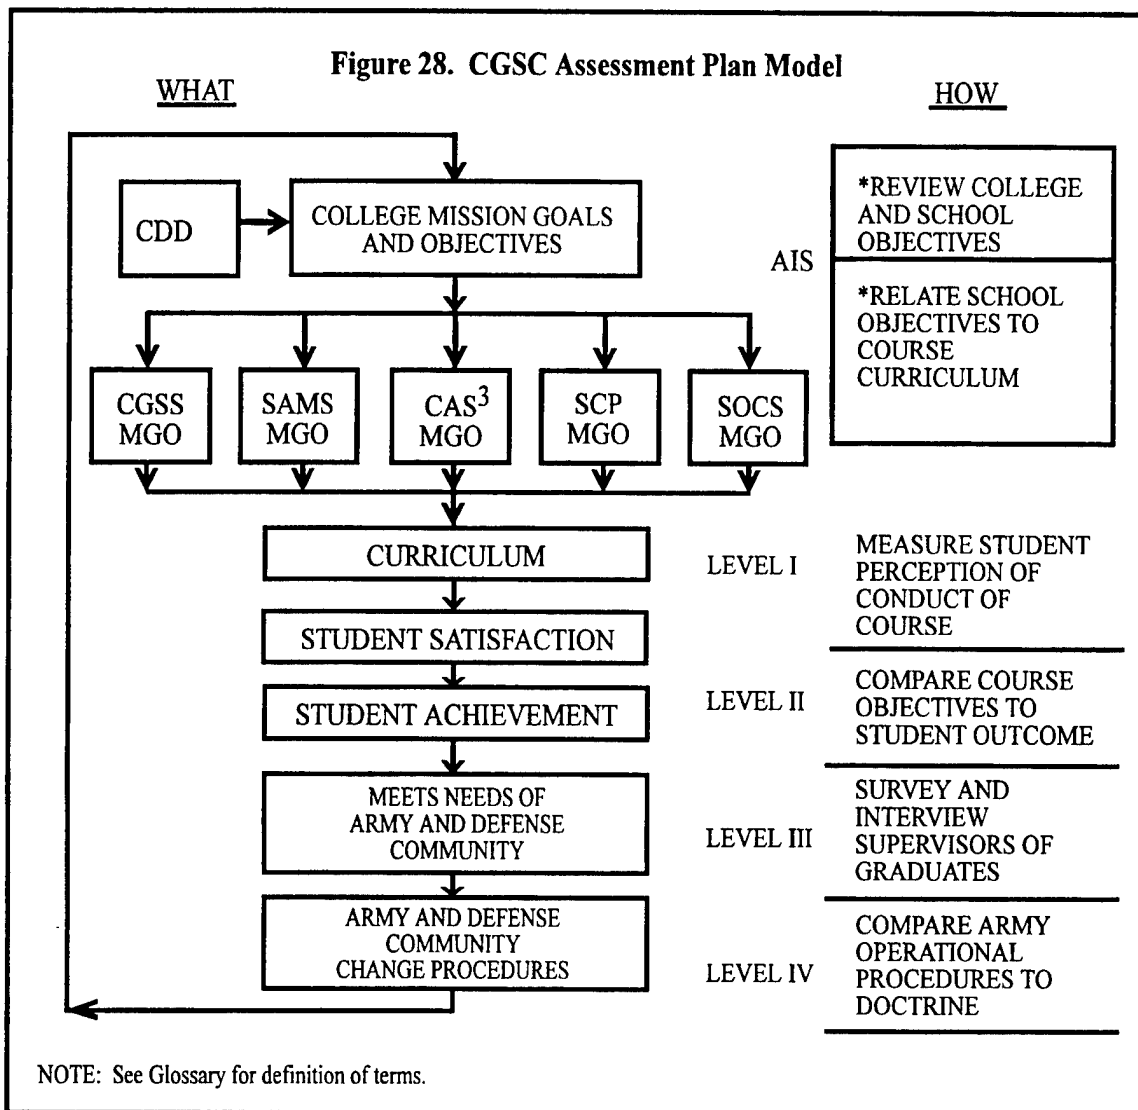 Figure 28. CGSC Assessment Plan Model
WHAT
HOW
CDD
COLLEGE MISSION GOALS
AND OBJECTIVES
AIS
*REVIEW COLLEGE
AND SCHOOL
OBJECTIVES
*RELATE SCHOOL
OBJECTIVES TO
COURSE
CURRICULUM
CGSS
MGO
SAMS
MGO
CAS³
MGO
SCP
MGO
SOCS
MGO
CURRICULUM
LEVEL I
MEASURE STUDENT
PERCEPTION OF
CONDUCT OF
COURSE
STUDENT SATISFACTION
STUDENT ACHIEVEMENT
LEVEL II
COMPARE COURSE
OBJECTIVES TO
STUDENT OUTCOME
MEETS NEEDS OF
ARMY AND DEFENSE
COMMUNITY
LEVEL III
SURVEY AND
INTERVIEW
SUPERVISORS OF
GRADUATES
ARMY AND DEFENSE
COMMUNITY
CHANGE PROCEDURES
LEVEL IV
COMPARE ARMY
OPERATIONAL
PROCEDURES TO
DOCTRINE
NOTE: See Glossary for definition of terms.